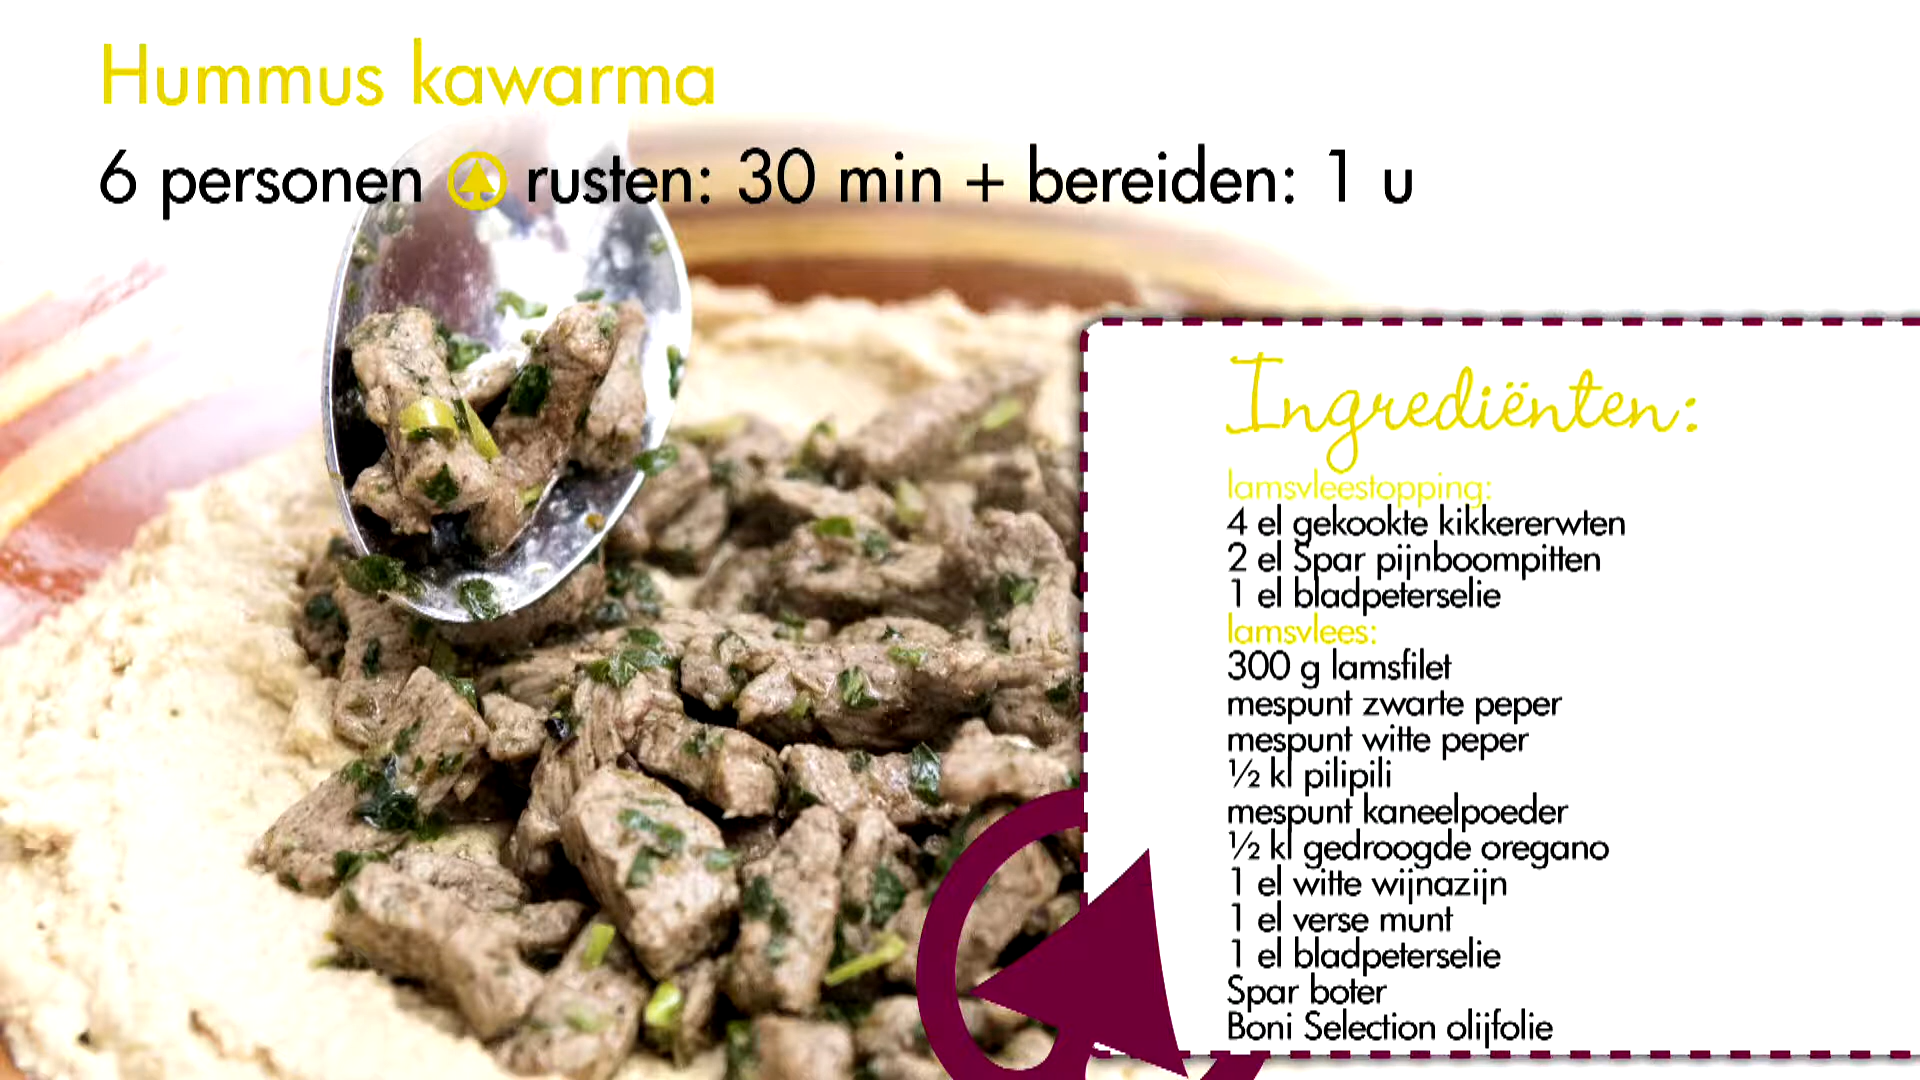 Hummus kawarma
6 personen rusten: 30 min + bereiden: 1 u
Ingrediënten:
lamsvleestopping:
4 el gekookte kikkererwten
2 el Spar pijnboompitten
1 el bladpeterselie
lamsvlees:
300 g lamsfilet
mespunt zwarte peper
mespunt witte peper
½ kl pilipili
mespunt kaneelpoeder
½ kl gedroogde oregano
1 el witte wijnazijn
1 el verse munt
1 el bladpeterselie
Spar boter
Boni Selection olijfolie